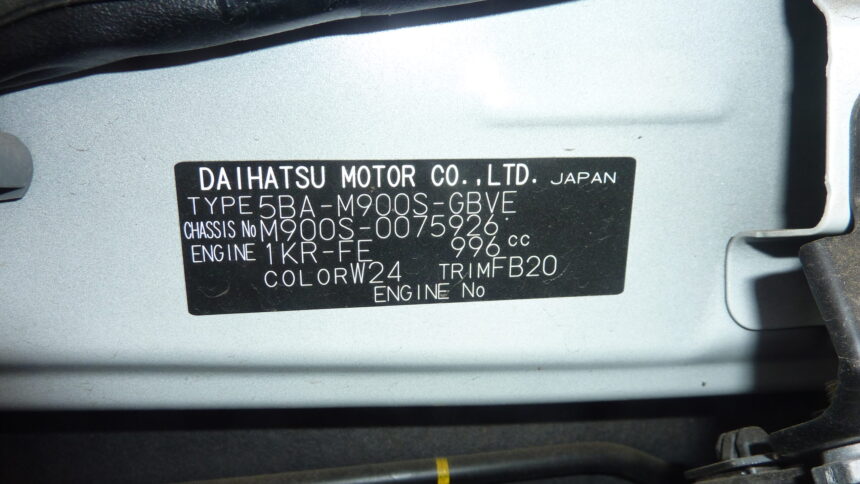 DAIHATSU MOTOR CO.,LTD. JAPAN
TYPE 5BA-M900S-GBVE
CHASSIS No M900S-0075926
ENGINE 1KR-FE 996 cc
COLOR W24 TRIM FB20
ENGINE No